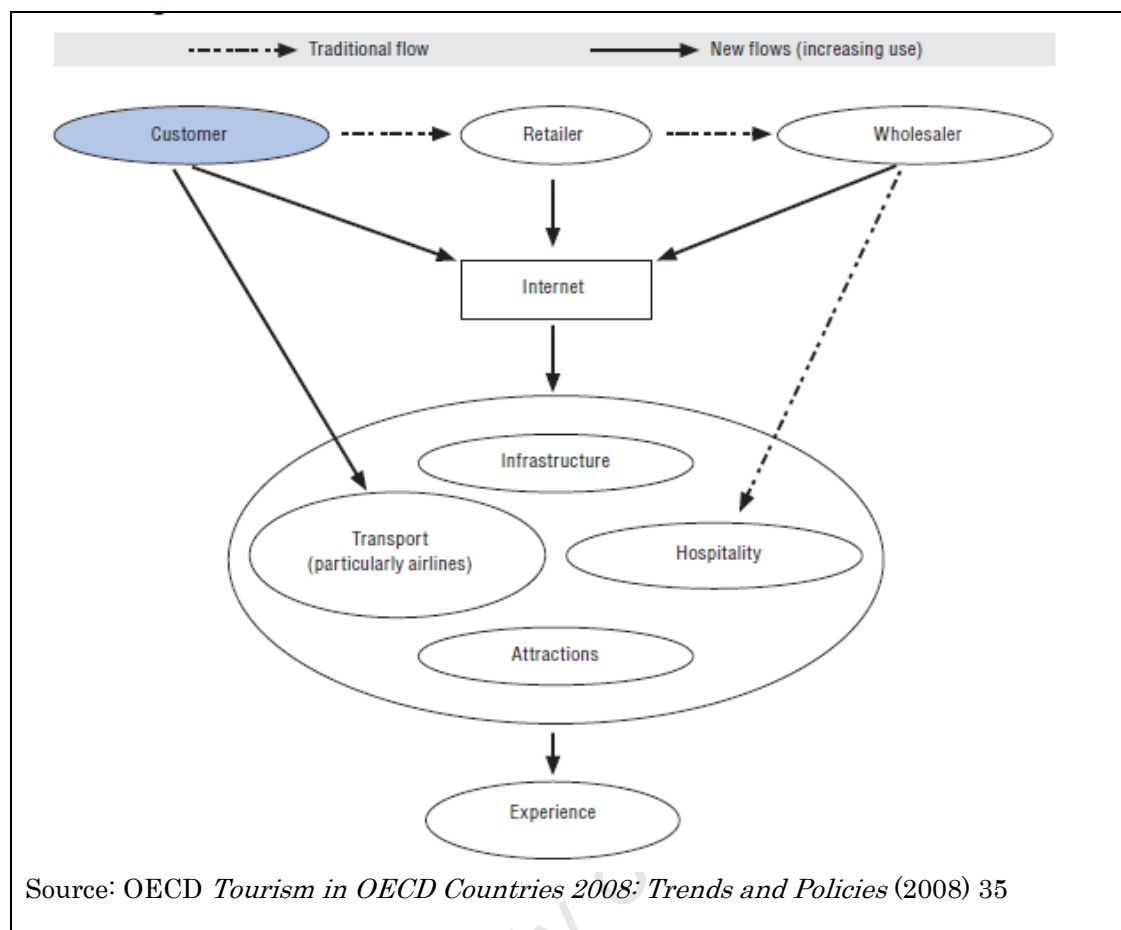 Traditional flow New flows (increasing use)
Customer Retailer Wholesaler
Internet
Infrastructure
Transport
(particularly airlines)
Hospitality
Attractions
Experience
Source: OECD Tourism in OECD Countries 2008: Trends and Policies (2008) 35